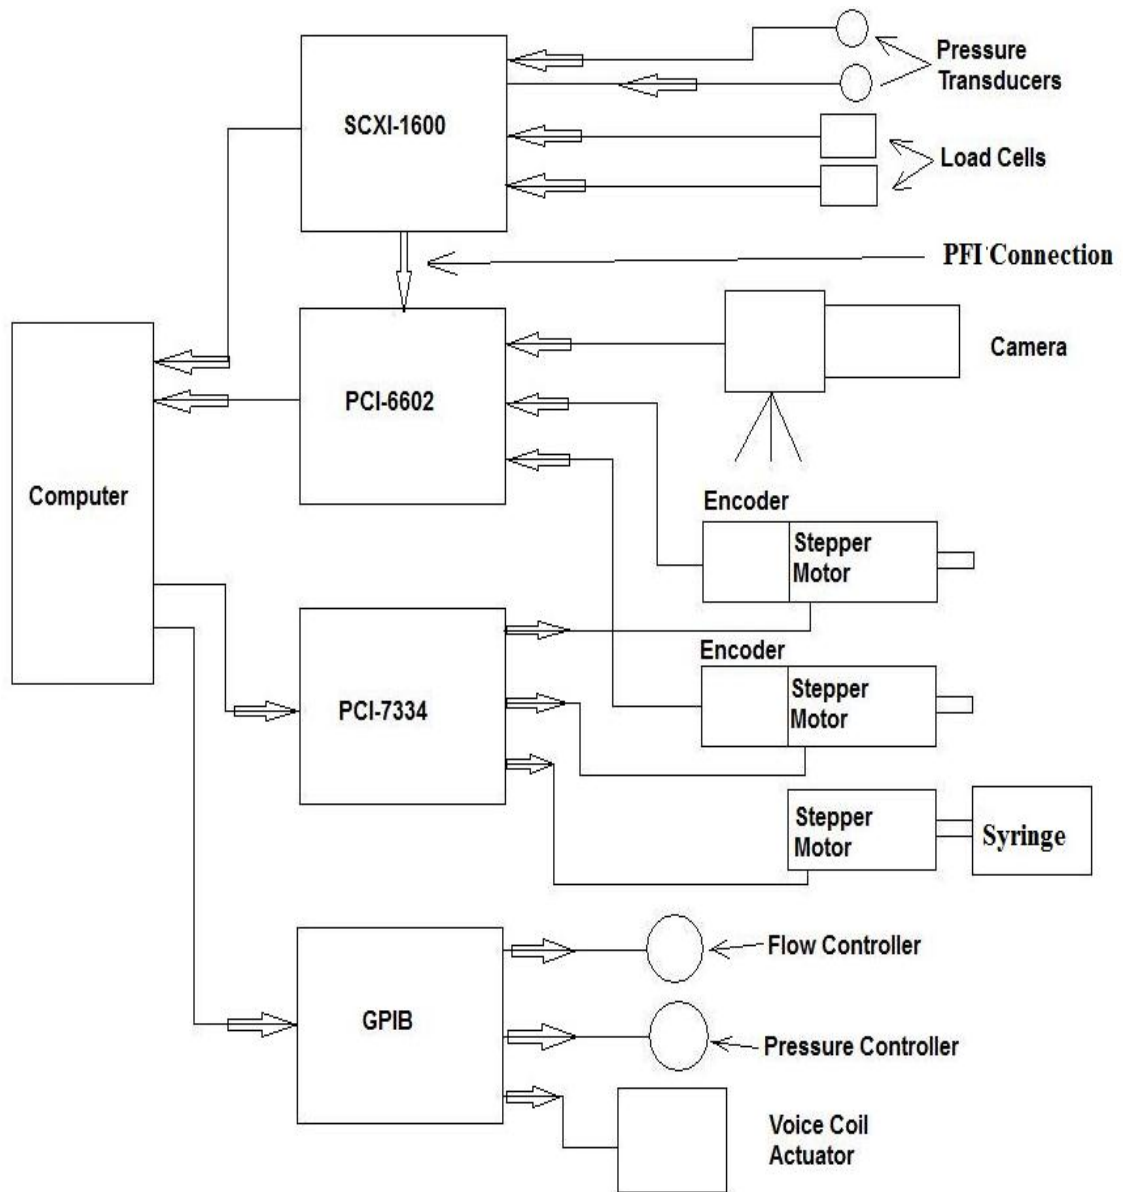 Pressure
Transducers
SCXI-1600
Load Cells
PFI Connection
Camera
PCI-6602
Computer
Encoder
Stepper
Motor
Encoder
Stepper
Motor
PCI-7334
Stepper
Motor
Syringe
Flow Controller
GPIB
Pressure Controller
Voice Coil
Actuator